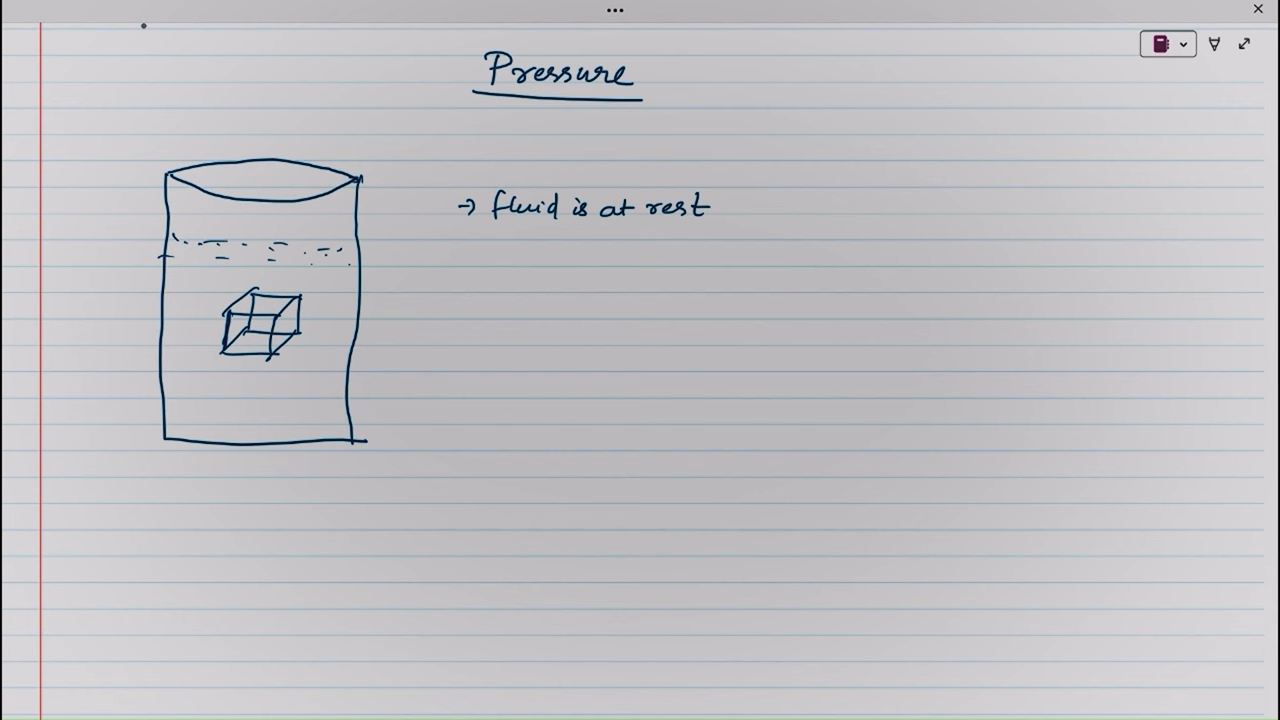 Pressure
→ fluid is at rest